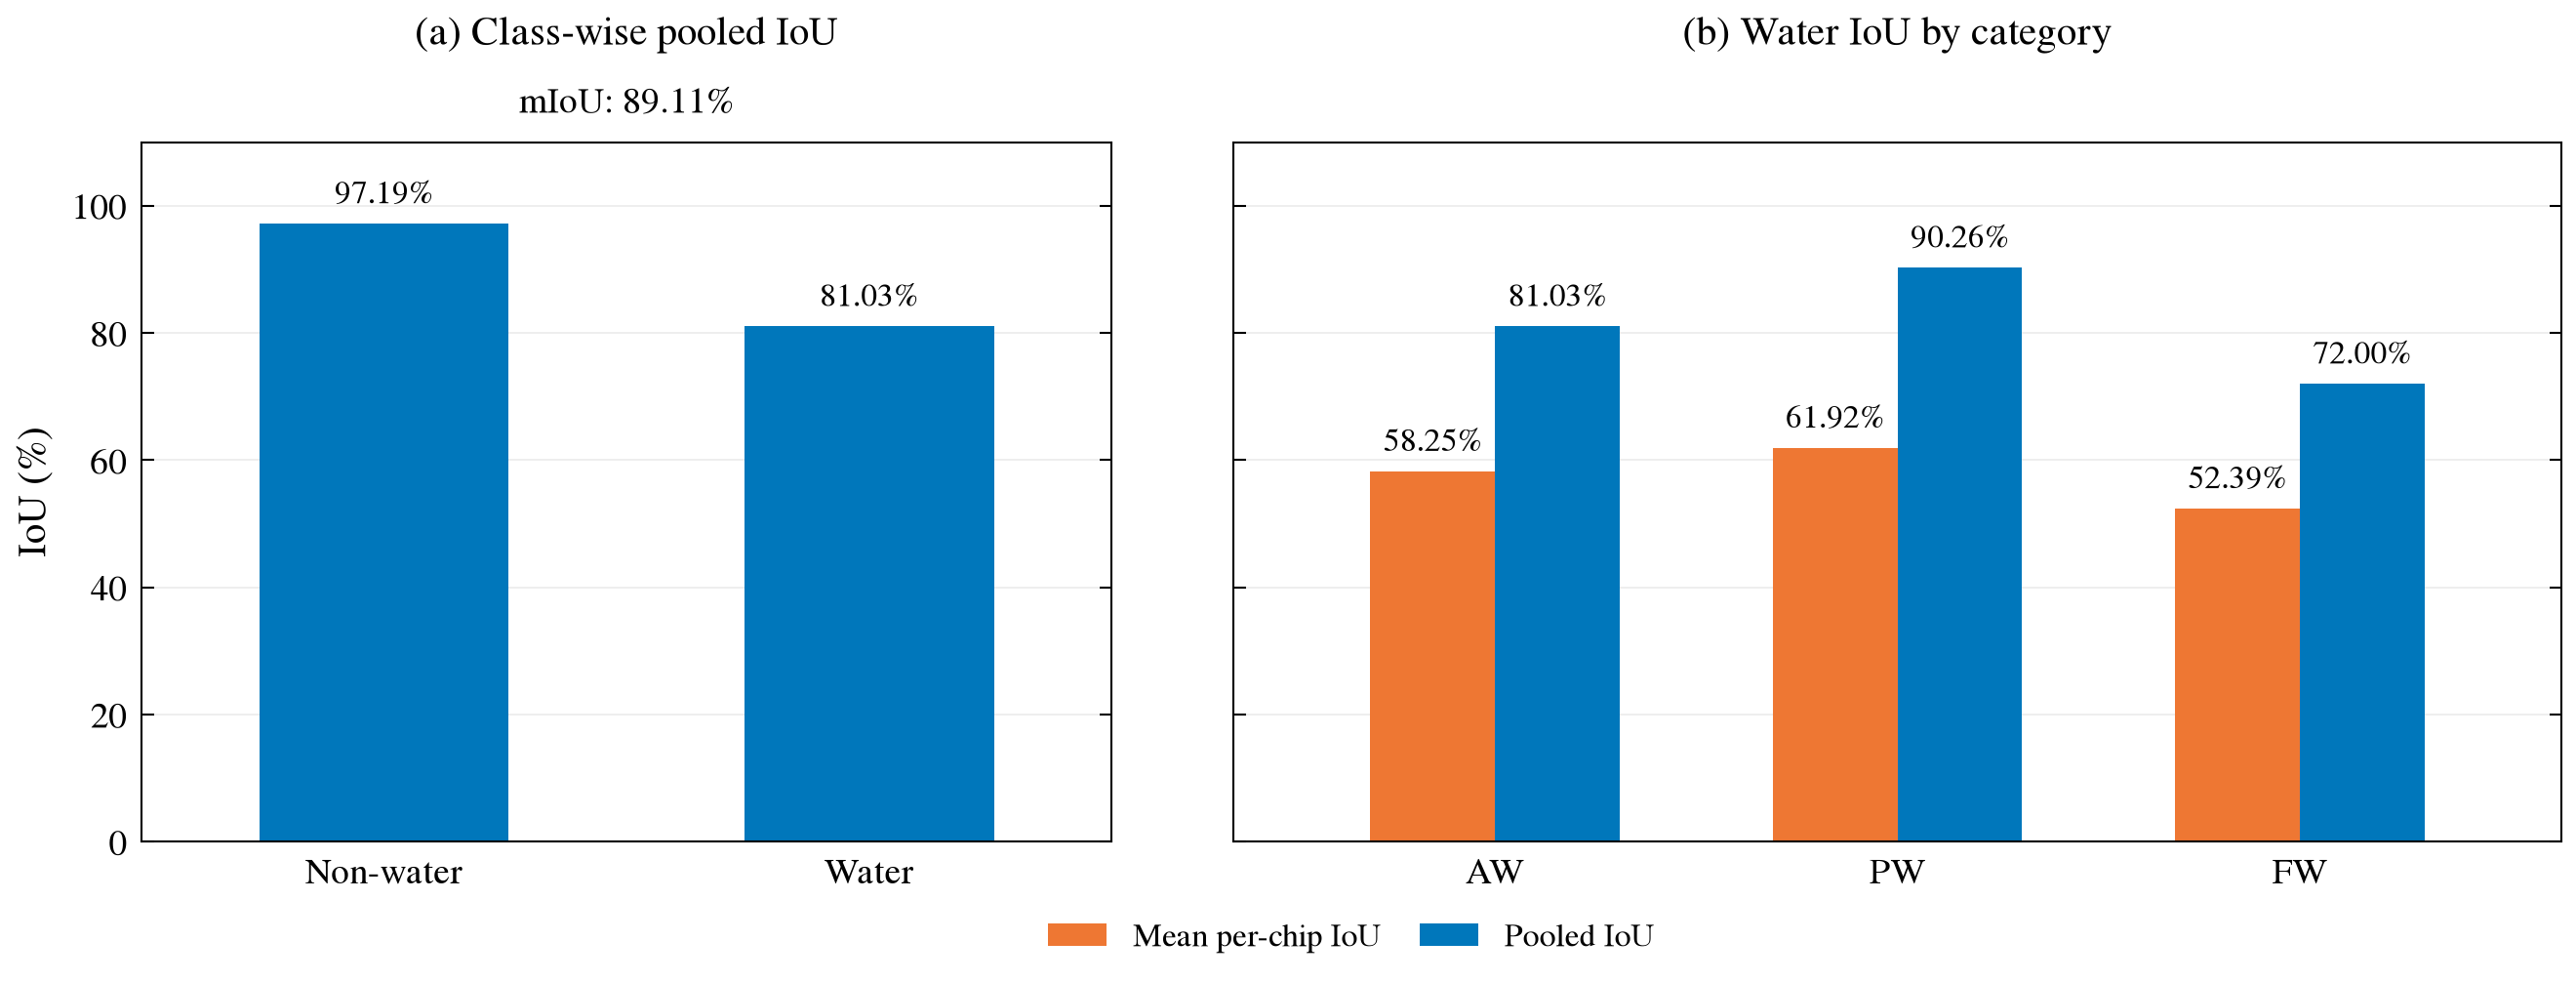 (a) Class-wise pooled IoU
mIoU: 89.11%
IoU (%)
100
80
60
40
20
0
97.19%
81.03%
Non-water
Water
(b) Water IoU by category
58.25%
81.03%
61.92%
90.26%
52.39%
72.00%
AW
PW
FW
Mean per-chip IoU
Pooled IoU